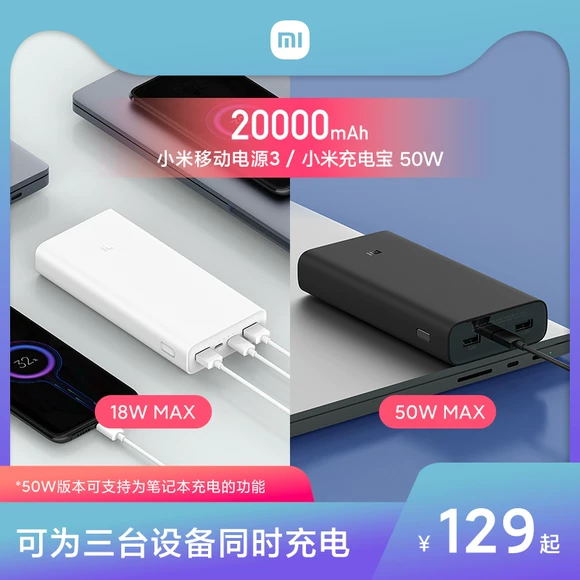 mi
20000mAh
小米移动电源3 / 小米充电宝 50W
mi
32%
18W MAX
50W MAX
*50W版本可支持为笔记本充电的功能
可为三台设备同时充电
¥ 129起